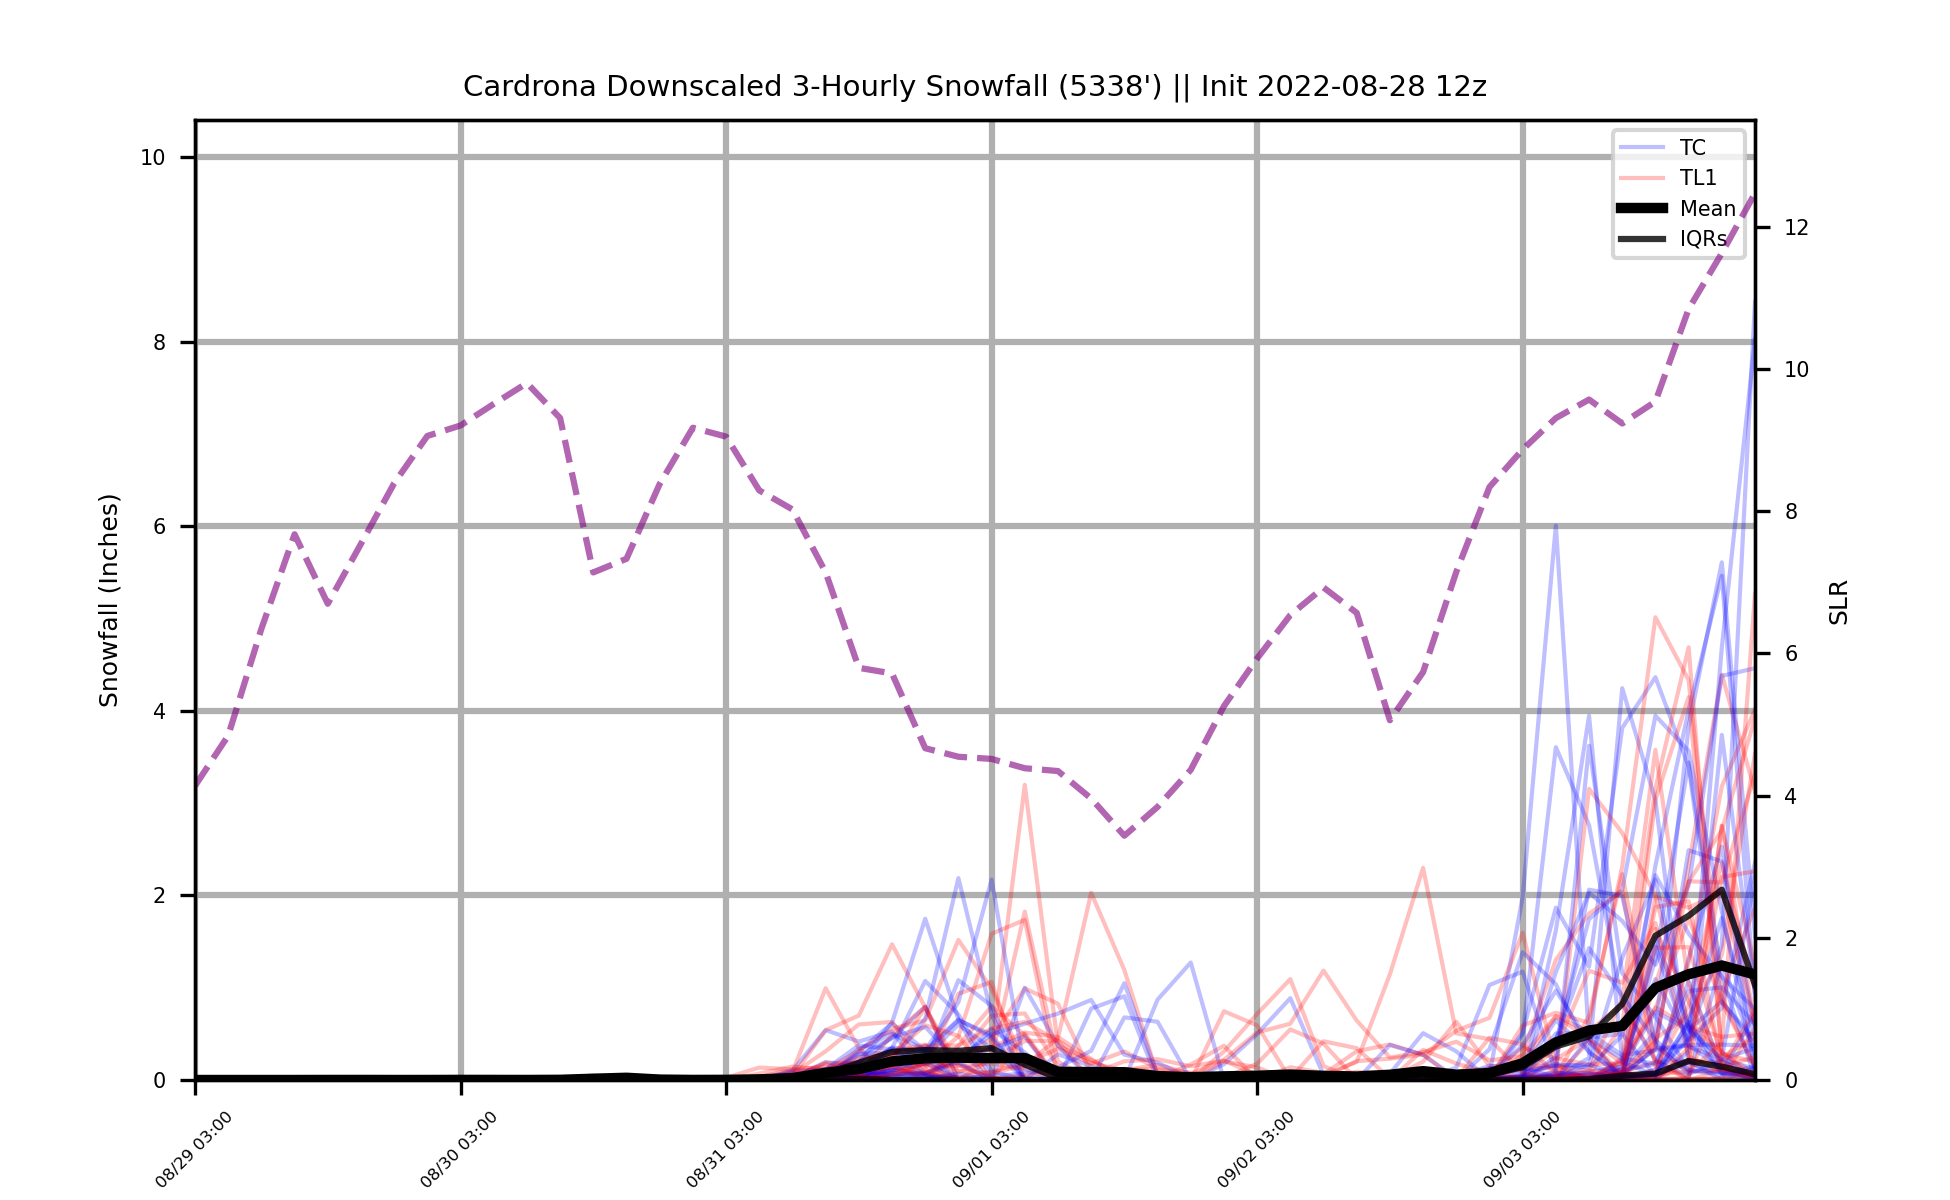 Cardrona Downscaled 3-Hourly Snowfall (5338') || Init 2022-08-28 12z
Snowfall (Inches)
10
8
6
4
2
0
TC
TL1
Mean
IQRs
12
10
8
6
4
2
0
SLR
08/29 03:00
08/30 03:00
08/31 03:00
09/01 03:00
09/02 03:00
09/03 03:00